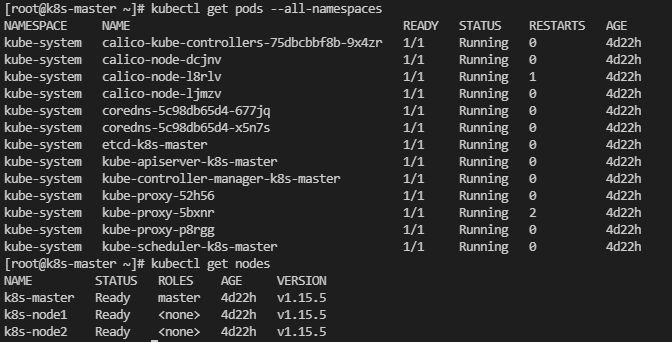 [root@k8s-master ~]# kubectl get pods --all-namespaces
NAMESPACE NAME READY STATUS RESTARTS AGE
kube-system calico-kube-controllers-75dbcbbf8b-9x4zr 1/1 Running 0 4d22h
kube-system calico-node-dcjnv 1/1 Running 0 4d22h
kube-system calico-node-l8rlv 1/1 Running 1 4d22h
kube-system calico-node-ljmzv 1/1 Running 0 4d22h
kube-system coredns-5c98db65d4-677jq 1/1 Running 0 4d22h
kube-system coredns-5c98db65d4-x5n7s 1/1 Running 0 4d22h
kube-system etcd-k8s-master 1/1 Running 0 4d22h
kube-system kube-apiserver-k8s-master 1/1 Running 0 4d22h
kube-system kube-controller-manager-k8s-master 1/1 Running 0 4d22h
kube-system kube-proxy-52h56 1/1 Running 0 4d22h
kube-system kube-proxy-5bxnr 1/1 Running 2 4d22h
kube-system kube-proxy-p8rgg 1/1 Running 0 4d22h
kube-system kube-scheduler-k8s-master 1/1 Running 0 4d22h
[root@k8s-master ~]# kubectl get nodes
NAME STATUS ROLES AGE VERSION
k8s-master Ready master 4d22h v1.15.5
k8s-node1 Ready <none> 4d22h v1.15.5
k8s-node2 Ready <none> 4d22h v1.15.5